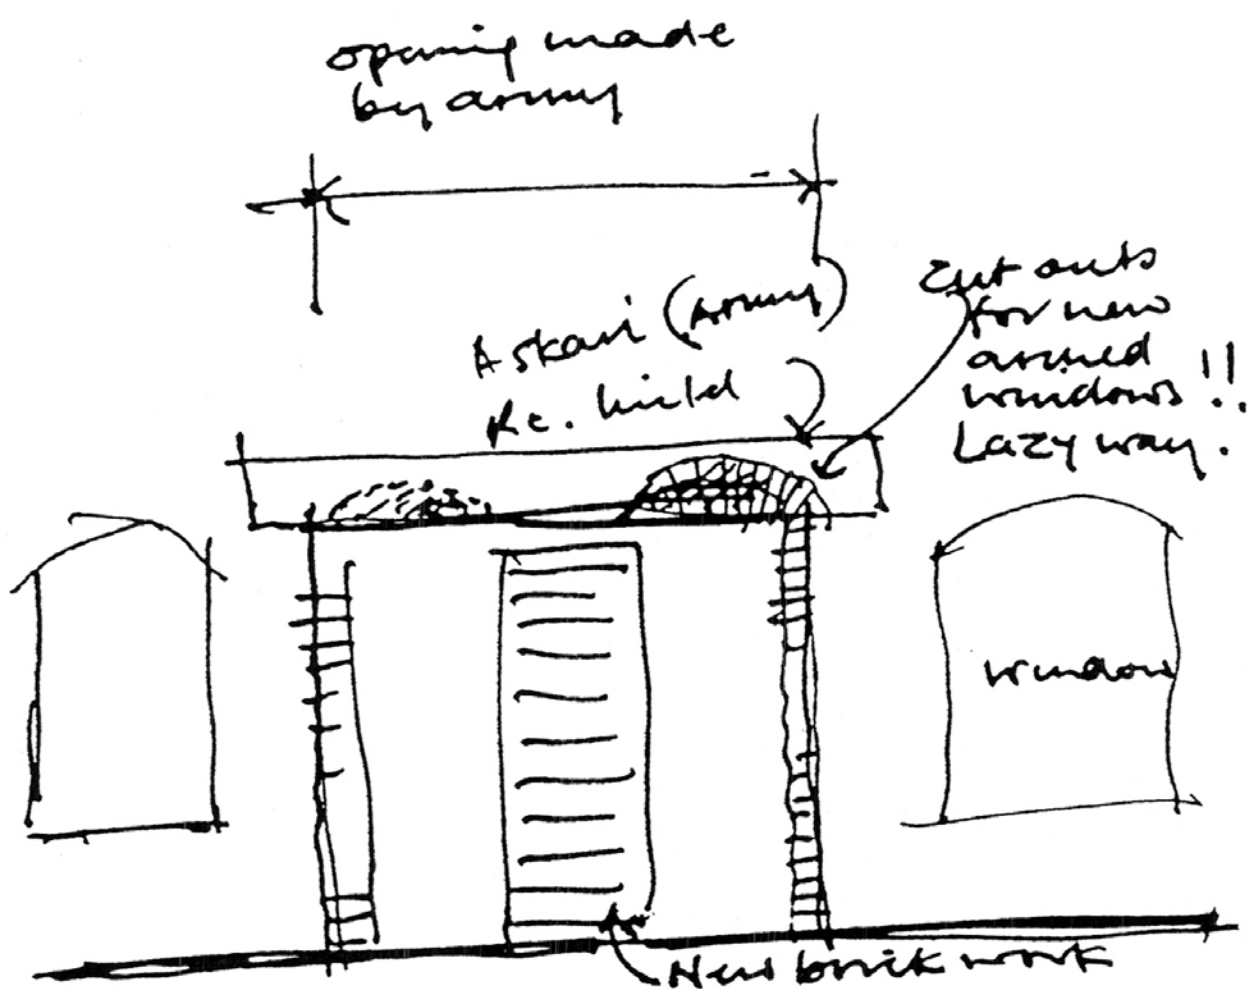 opening made
by army
Askari (Army)
Rc. lintel
Cut outs
for new
arched
windows !!
Lazy way.
window
New brick work